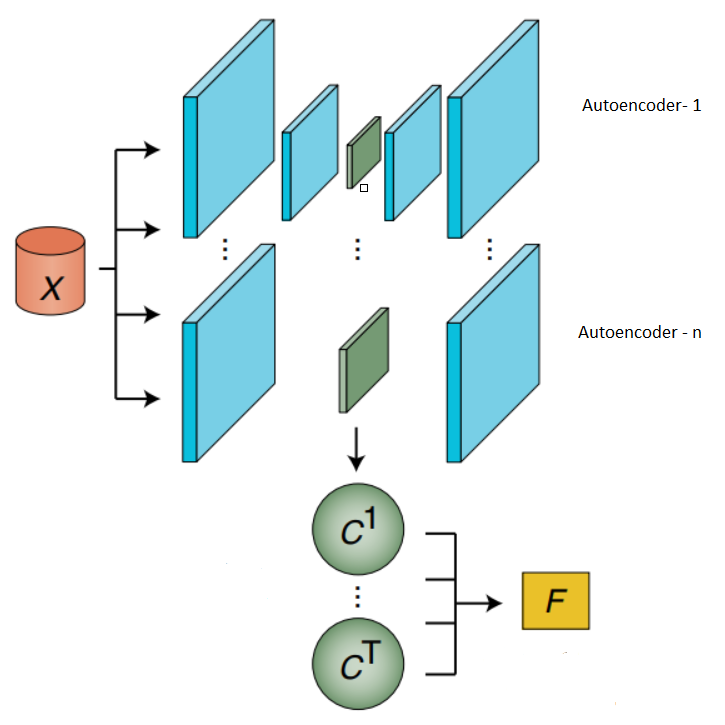 Autoencoder- 1
X
Autoencoder - n
C¹
Cᵀ
F